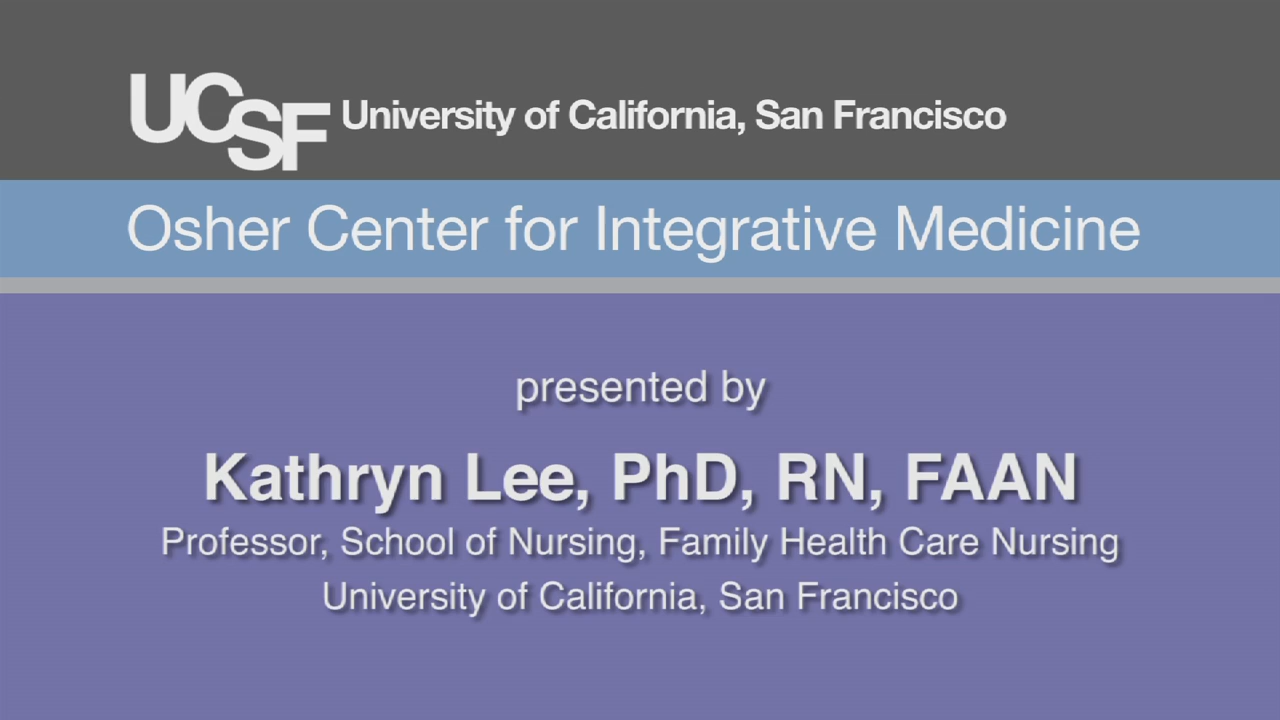 UCSF University of California, San Francisco
Osher Center for Integrative Medicine
presented by
Kathryn Lee, PhD, RN, FAAN
Professor, School of Nursing, Family Health Care Nursing
University of California, San Francisco